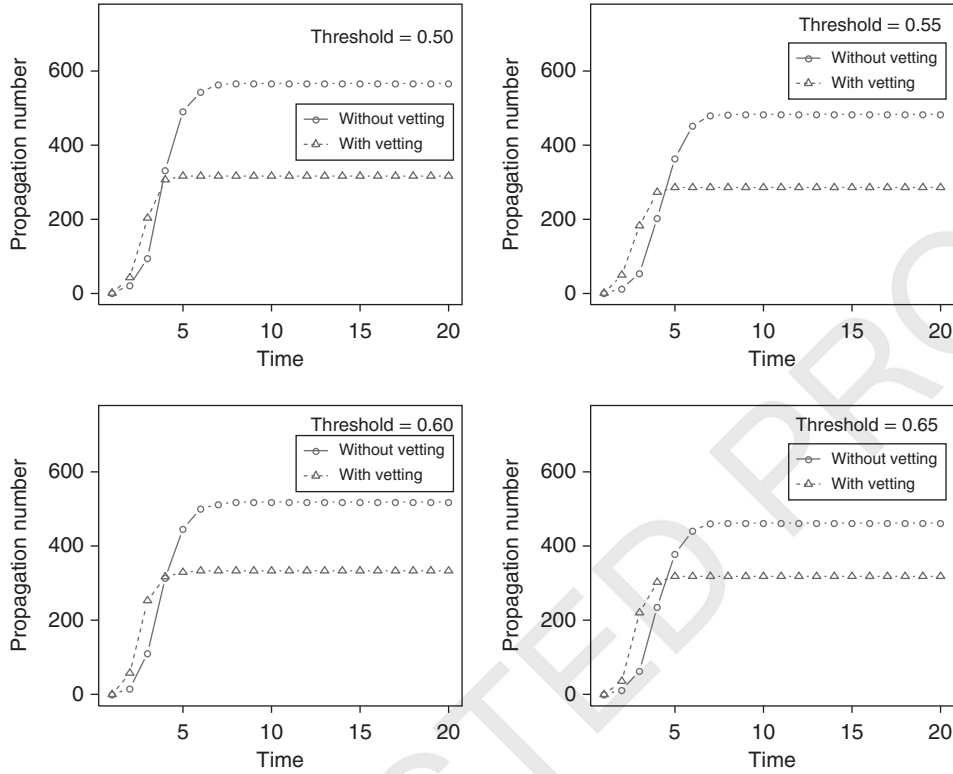 Threshold = 0.50
Without vetting
With vetting
Propagation number
600
400
200
0
5 10 15 20
Time
Threshold = 0.55
Without vetting
With vetting
Propagation number
600
400
200
0
5 10 15 20
Time
Threshold = 0.60
Without vetting
With vetting
Propagation number
600
400
200
0
5 10 15 20
Time
Threshold = 0.65
Without vetting
With vetting
Propagation number
600
400
200
0
5 10 15 20
Time
STED PRO